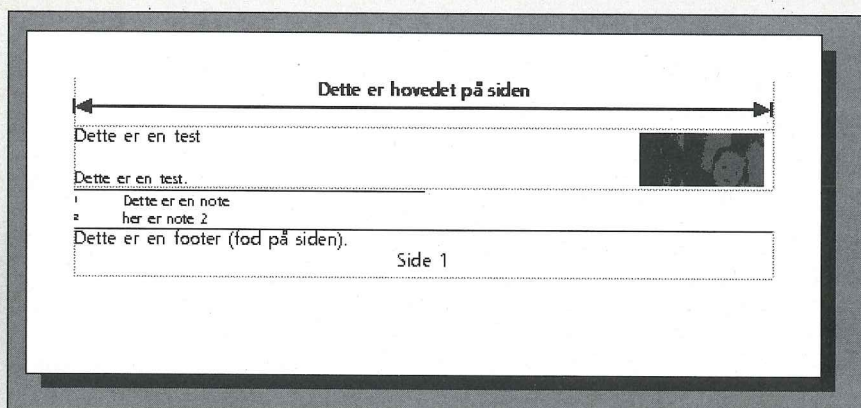 Dette er hovedet på siden
Dette er en test
Dette er en test.
1 Dette er en note
2 her er note 2
Dette er en footer (fod på siden).
Side 1